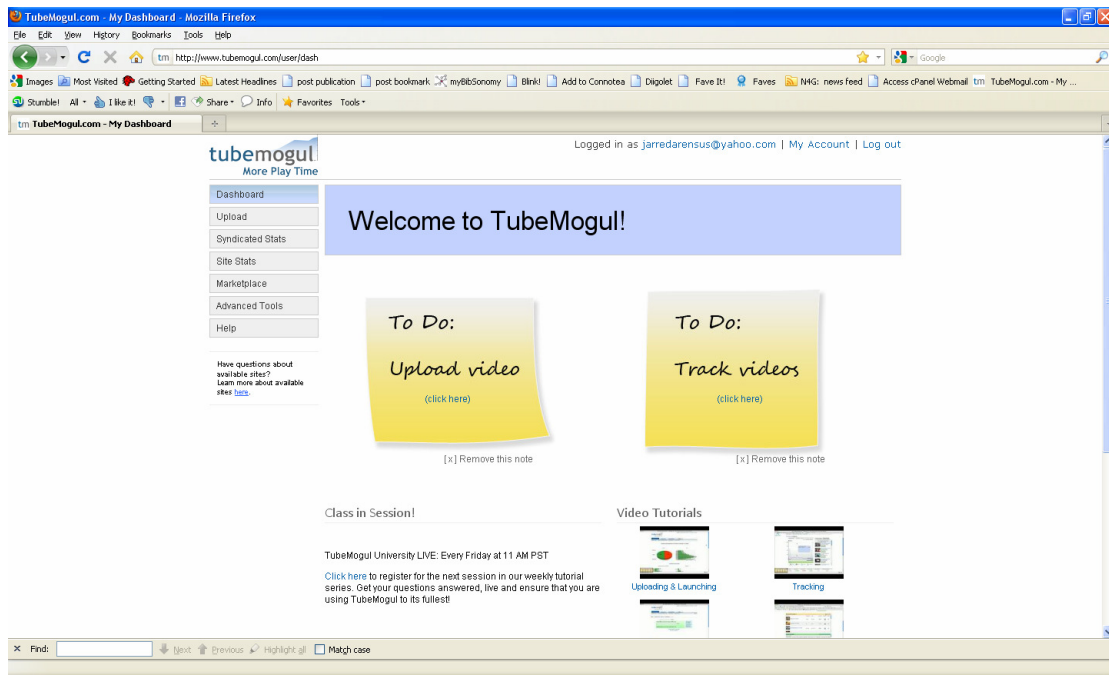 TubeMogul.com - My Dashboard - Mozilla Firefox
File Edit View History Bookmarks Tools Help
tm http://www.tubemogul.com/user/dash Google
Images Most Visited Getting Started Latest Headlines post publication post bookmark myBibSonomy Blink! Add to Connotea Diigolet Fave It! Faves N4G: news feed Access cPanel Webmail tm TubeMogul.com - My ...
Stumble! All I like it! Share Info Favorites Tools
tm TubeMogul.com - My Dashboard
tubemogul
More Play Time
Logged in as jarredarensus@yahoo.com | My Account | Log out
Dashboard
Upload
Syndicated Stats
Site Stats
Marketplace
Advanced Tools
Help
Have questions about
available sites?
Learn more about available
sites here.
Welcome to TubeMogul!
To Do:
Upload video
(click here)
[x] Remove this note
To Do:
Track videos
(click here)
[x] Remove this note
Class in Session!
TubeMogul University LIVE: Every Friday at 11 AM PST
Click here to register for the next session in our weekly tutorial
series. Get your questions answered, live and ensure that you are
using TubeMogul to its fullest!
Video Tutorials
Uploading & Launching
Tracking
× Find: Next Previous Highlight all Match case